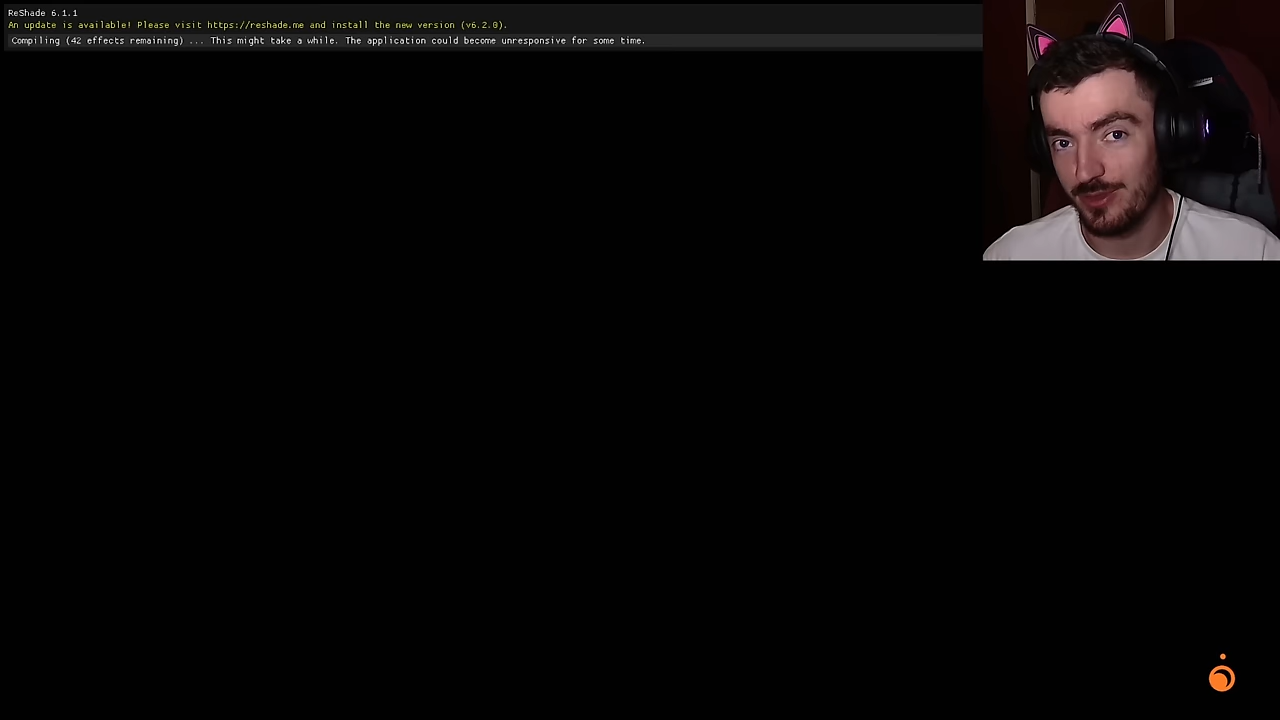 ReShade 6.1.1
An update is available! Please visit https://reshade.me and install the new version (v6.2.0).
Compiling (42 effects remaining) ... This might take a while. The application could become unresponsive for some time.